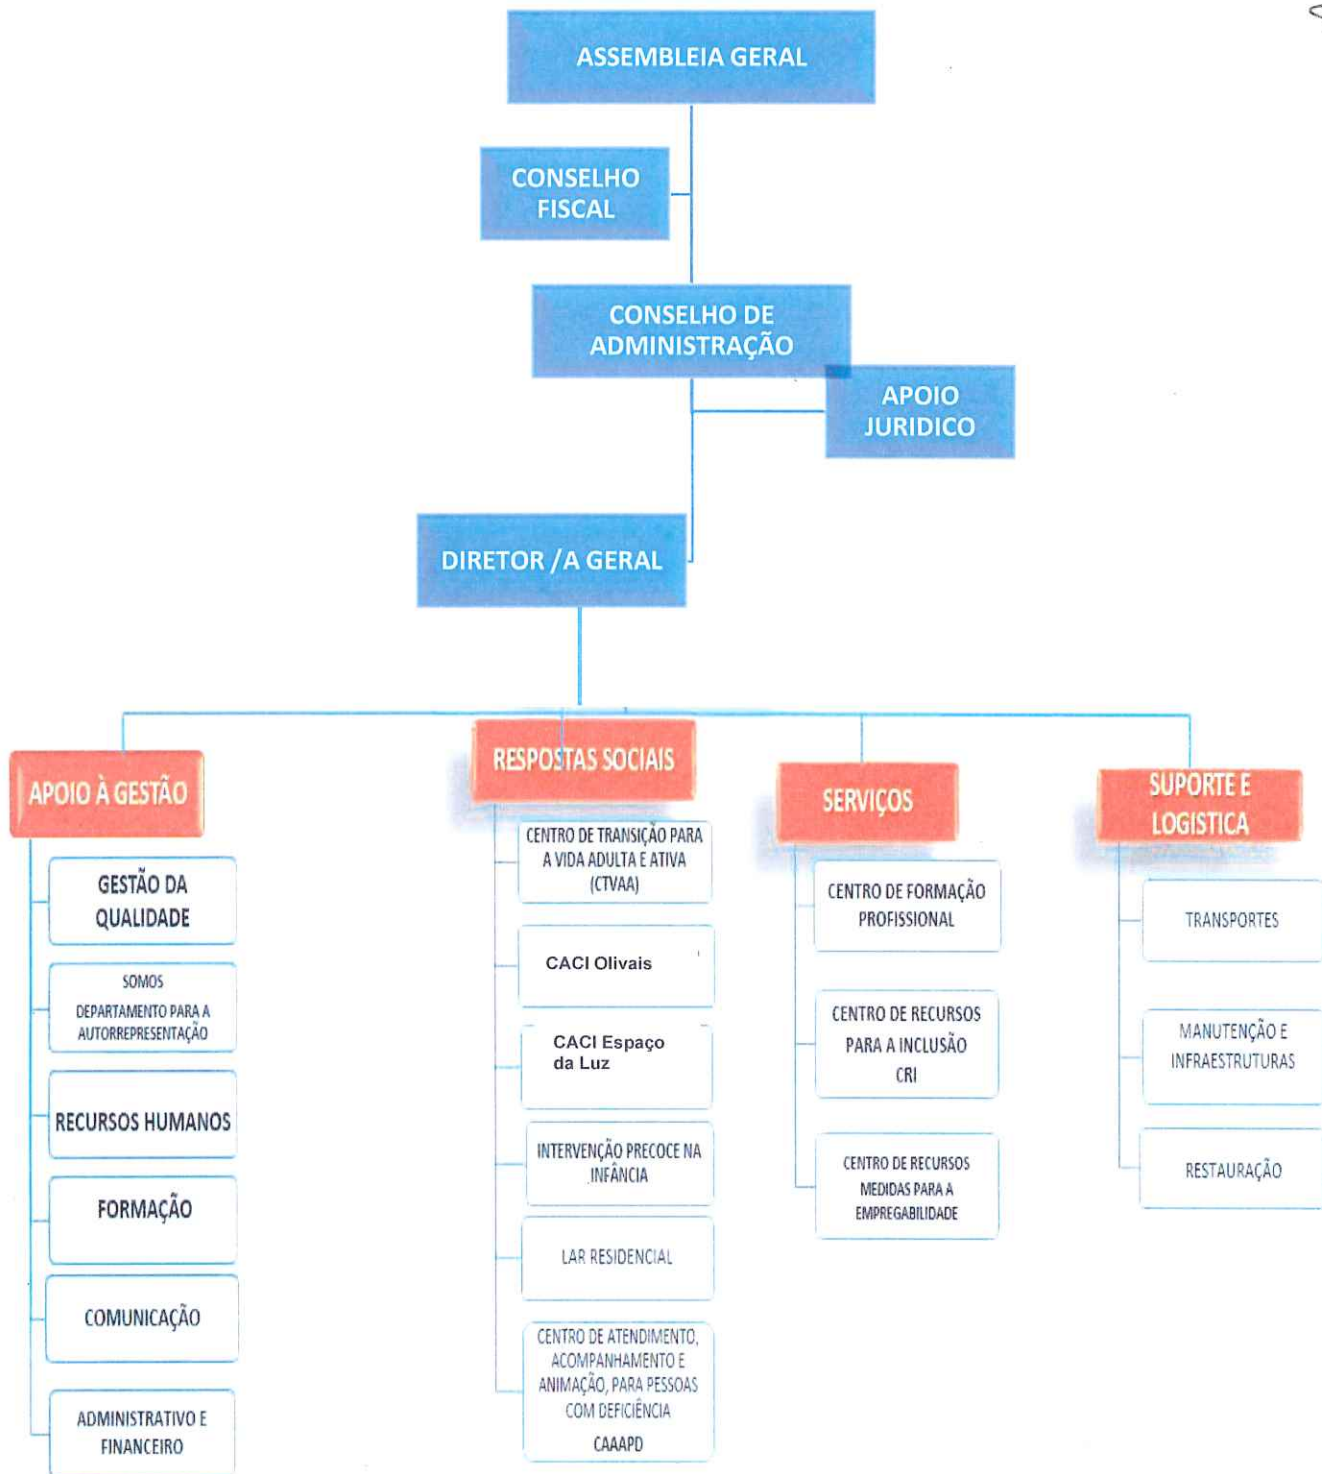 ASSEMBLEIA GERAL
CONSELHO
FISCAL
CONSELHO DE
ADMINISTRAÇÃO
APOIO
JURIDICO
DIRETOR /A GERAL
APOIO À GESTÃO
GESTÃO DA
QUALIDADE
SOMOS
DEPARTAMENTO PARA A
AUTORREPRESENTAÇÃO
RECURSOS HUMANOS
FORMAÇÃO
COMUNICAÇÃO
ADMINISTRATIVO E
FINANCEIRO
RESPOSTAS SOCIAIS
CENTRO DE TRANSIÇÃO PARA
A VIDA ADULTA E ATIVA
(CTVAA)
CACI Olivais
CACI Espaço
da Luz
INTERVENÇÃO PRECOCE NA
INFÂNCIA
LAR RESIDENCIAL
CENTRO DE ATENDIMENTO,
ACOMPANHAMENTO E
ANIMAÇÃO, PARA PESSOAS
COM DEFICIÊNCIA
CAAAPD
SERVIÇOS
CENTRO DE FORMAÇÃO
PROFISSIONAL
CENTRO DE RECURSOS
PARA A INCLUSÃO
CRI
CENTRO DE RECURSOS
MEDIDAS PARA A
EMPREGABILIDADE
SUPORTE E
LOGISTICA
TRANSPORTES
MANUTENÇÃO E
INFRAESTRUTURAS
RESTAURAÇÃO